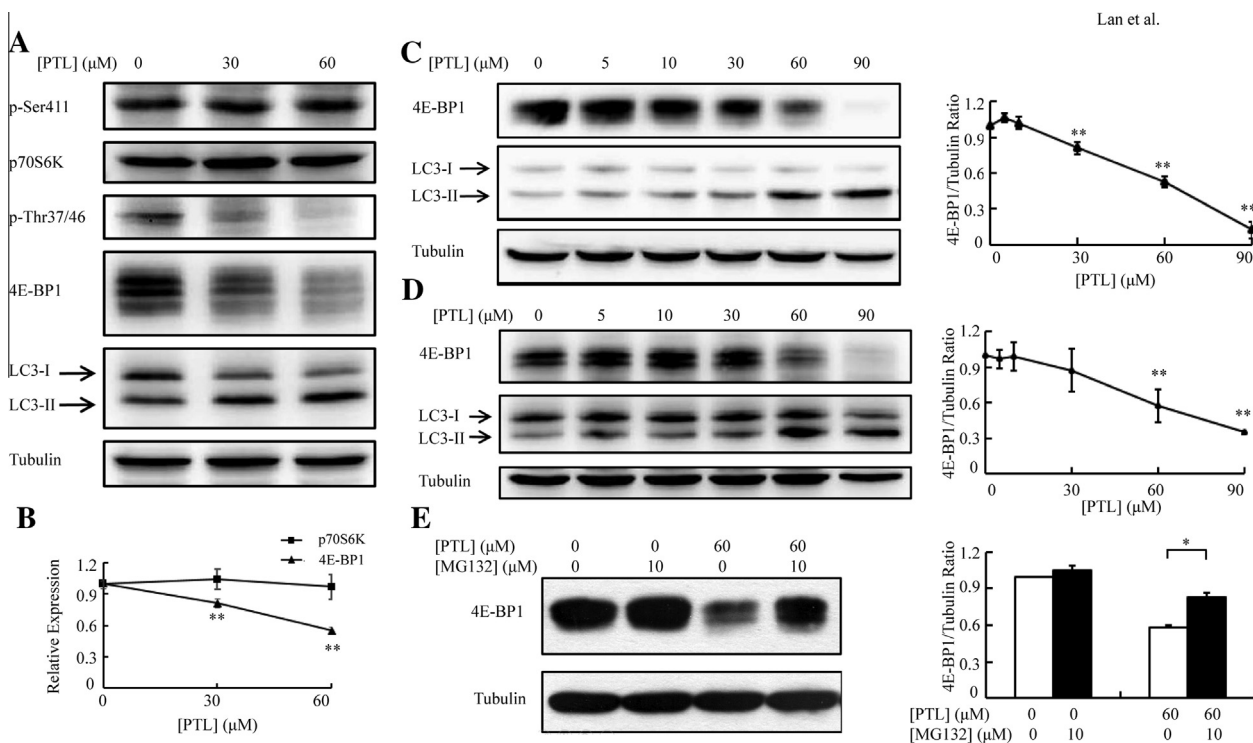 Lan et al.
A
[PTL] (μM) 0 30 60
p-Ser411
p70S6K
p-Thr37/46
4E-BP1
LC3-I
LC3-II
Tubulin
B
p70S6K
4E-BP1
Relative Expression
1.2
0.9
0.6
0.3
0
** **
0 30 60
[PTL] (μM)
C
[PTL] (μM) 0 5 10 30 60 90
4E-BP1
LC3-I
LC3-II
Tubulin
4E-BP1/Tubulin Ratio
1.2
0.9
0.6
0.3
0
** ** **
0 30 60 90
[PTL] (μM)
D
[PTL] (μM) 0 5 10 30 60 90
4E-BP1
LC3-I
LC3-II
Tubulin
4E-BP1/Tubulin Ratio
1.2
0.9
0.6
0.3
0
** **
0 30 60 90
[PTL] (μM)
E
[PTL] (μM) 0 0 60 60
[MG132] (μM) 0 10 0 10
4E-BP1
Tubulin
4E-BP1/Tubulin Ratio
1.2
0.9
0.6
0.3
0
*
[PTL] (μM) 0 0 60 60
[MG132] (μM) 0 10 0 10